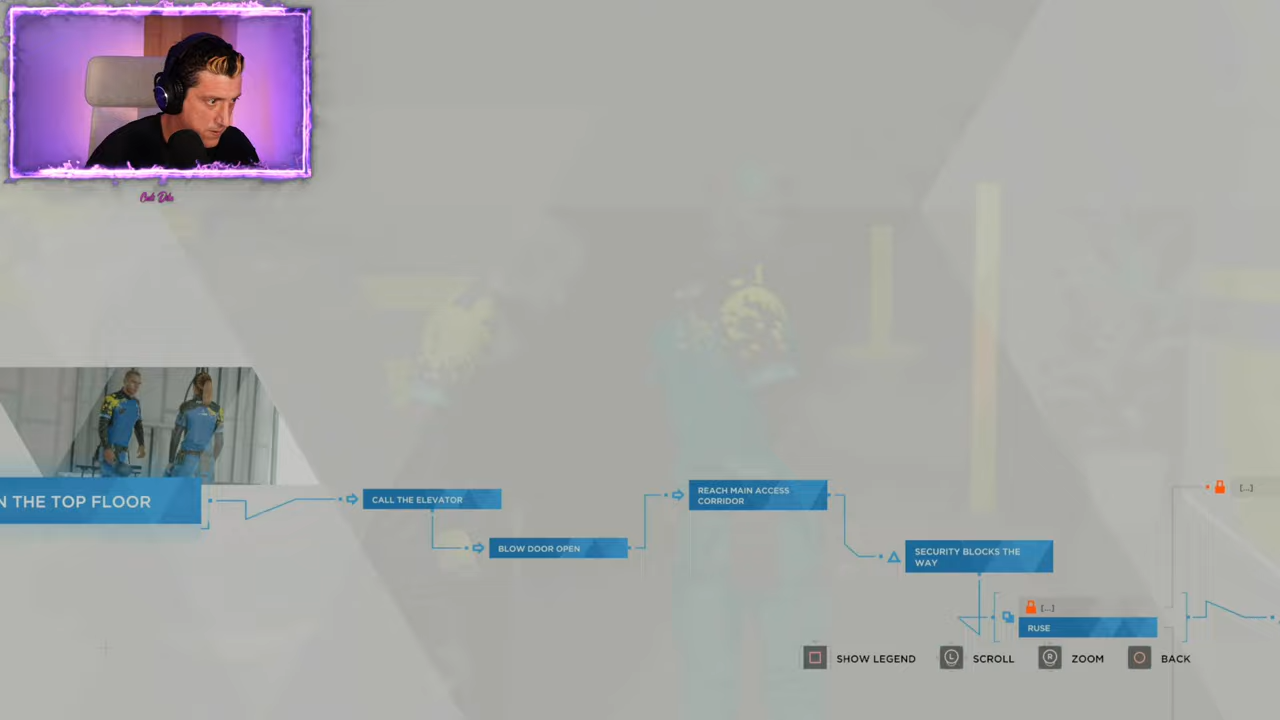 N THE TOP FLOOR
CALL THE ELEVATOR
BLOW DOOR OPEN
REACH MAIN ACCESS
CORRIDOR
SECURITY BLOCKS THE
WAY
[...]
[...]
RUSE
SHOW LEGEND
L
SCROLL
R
ZOOM
BACK